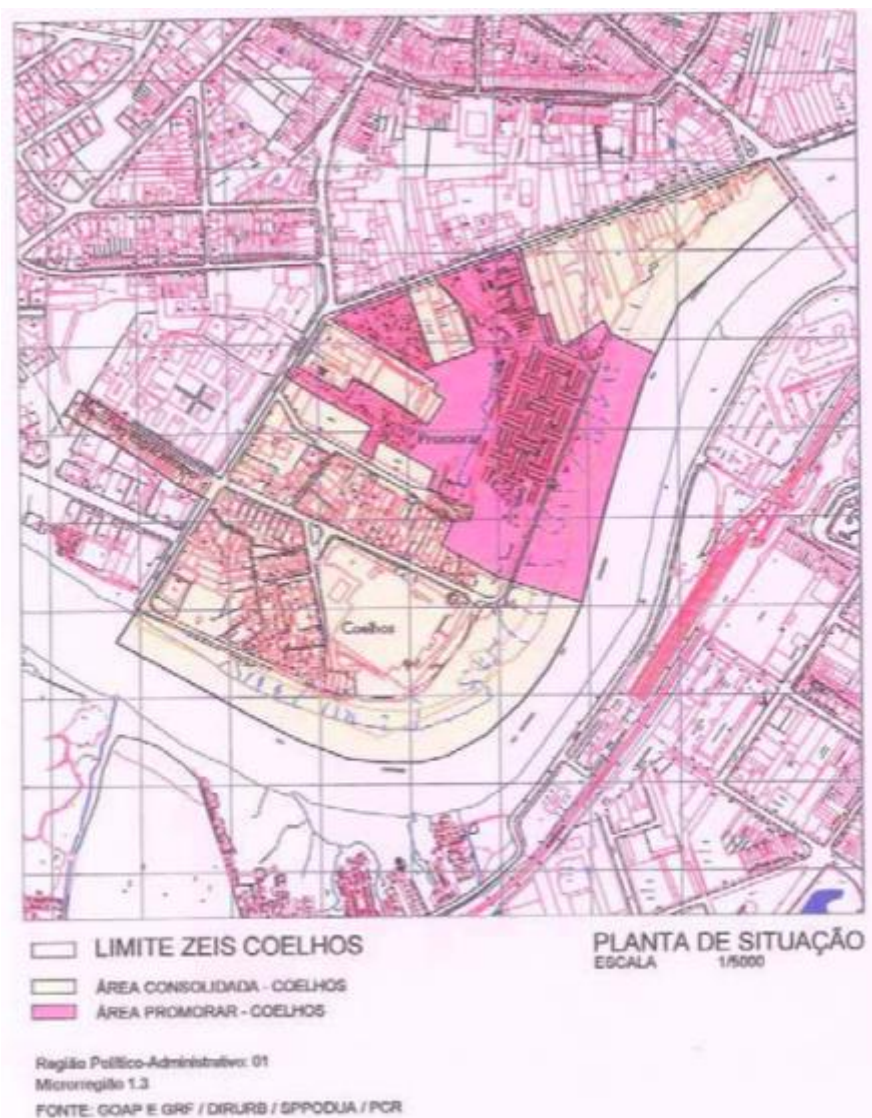 Promorar
Coelhos
LIMITE ZEIS COELHOS
ÁREA CONSOLIDADA - COELHOS
ÁREA PROMORAR - COELHOS
PLANTA DE SITUAÇÃO
ESCALA 1/5000
Região Político-Administrativo: 01
Microrregião 1.3
FONTE: GOAP E GRF / DIRURB / SPPODUA / PCR